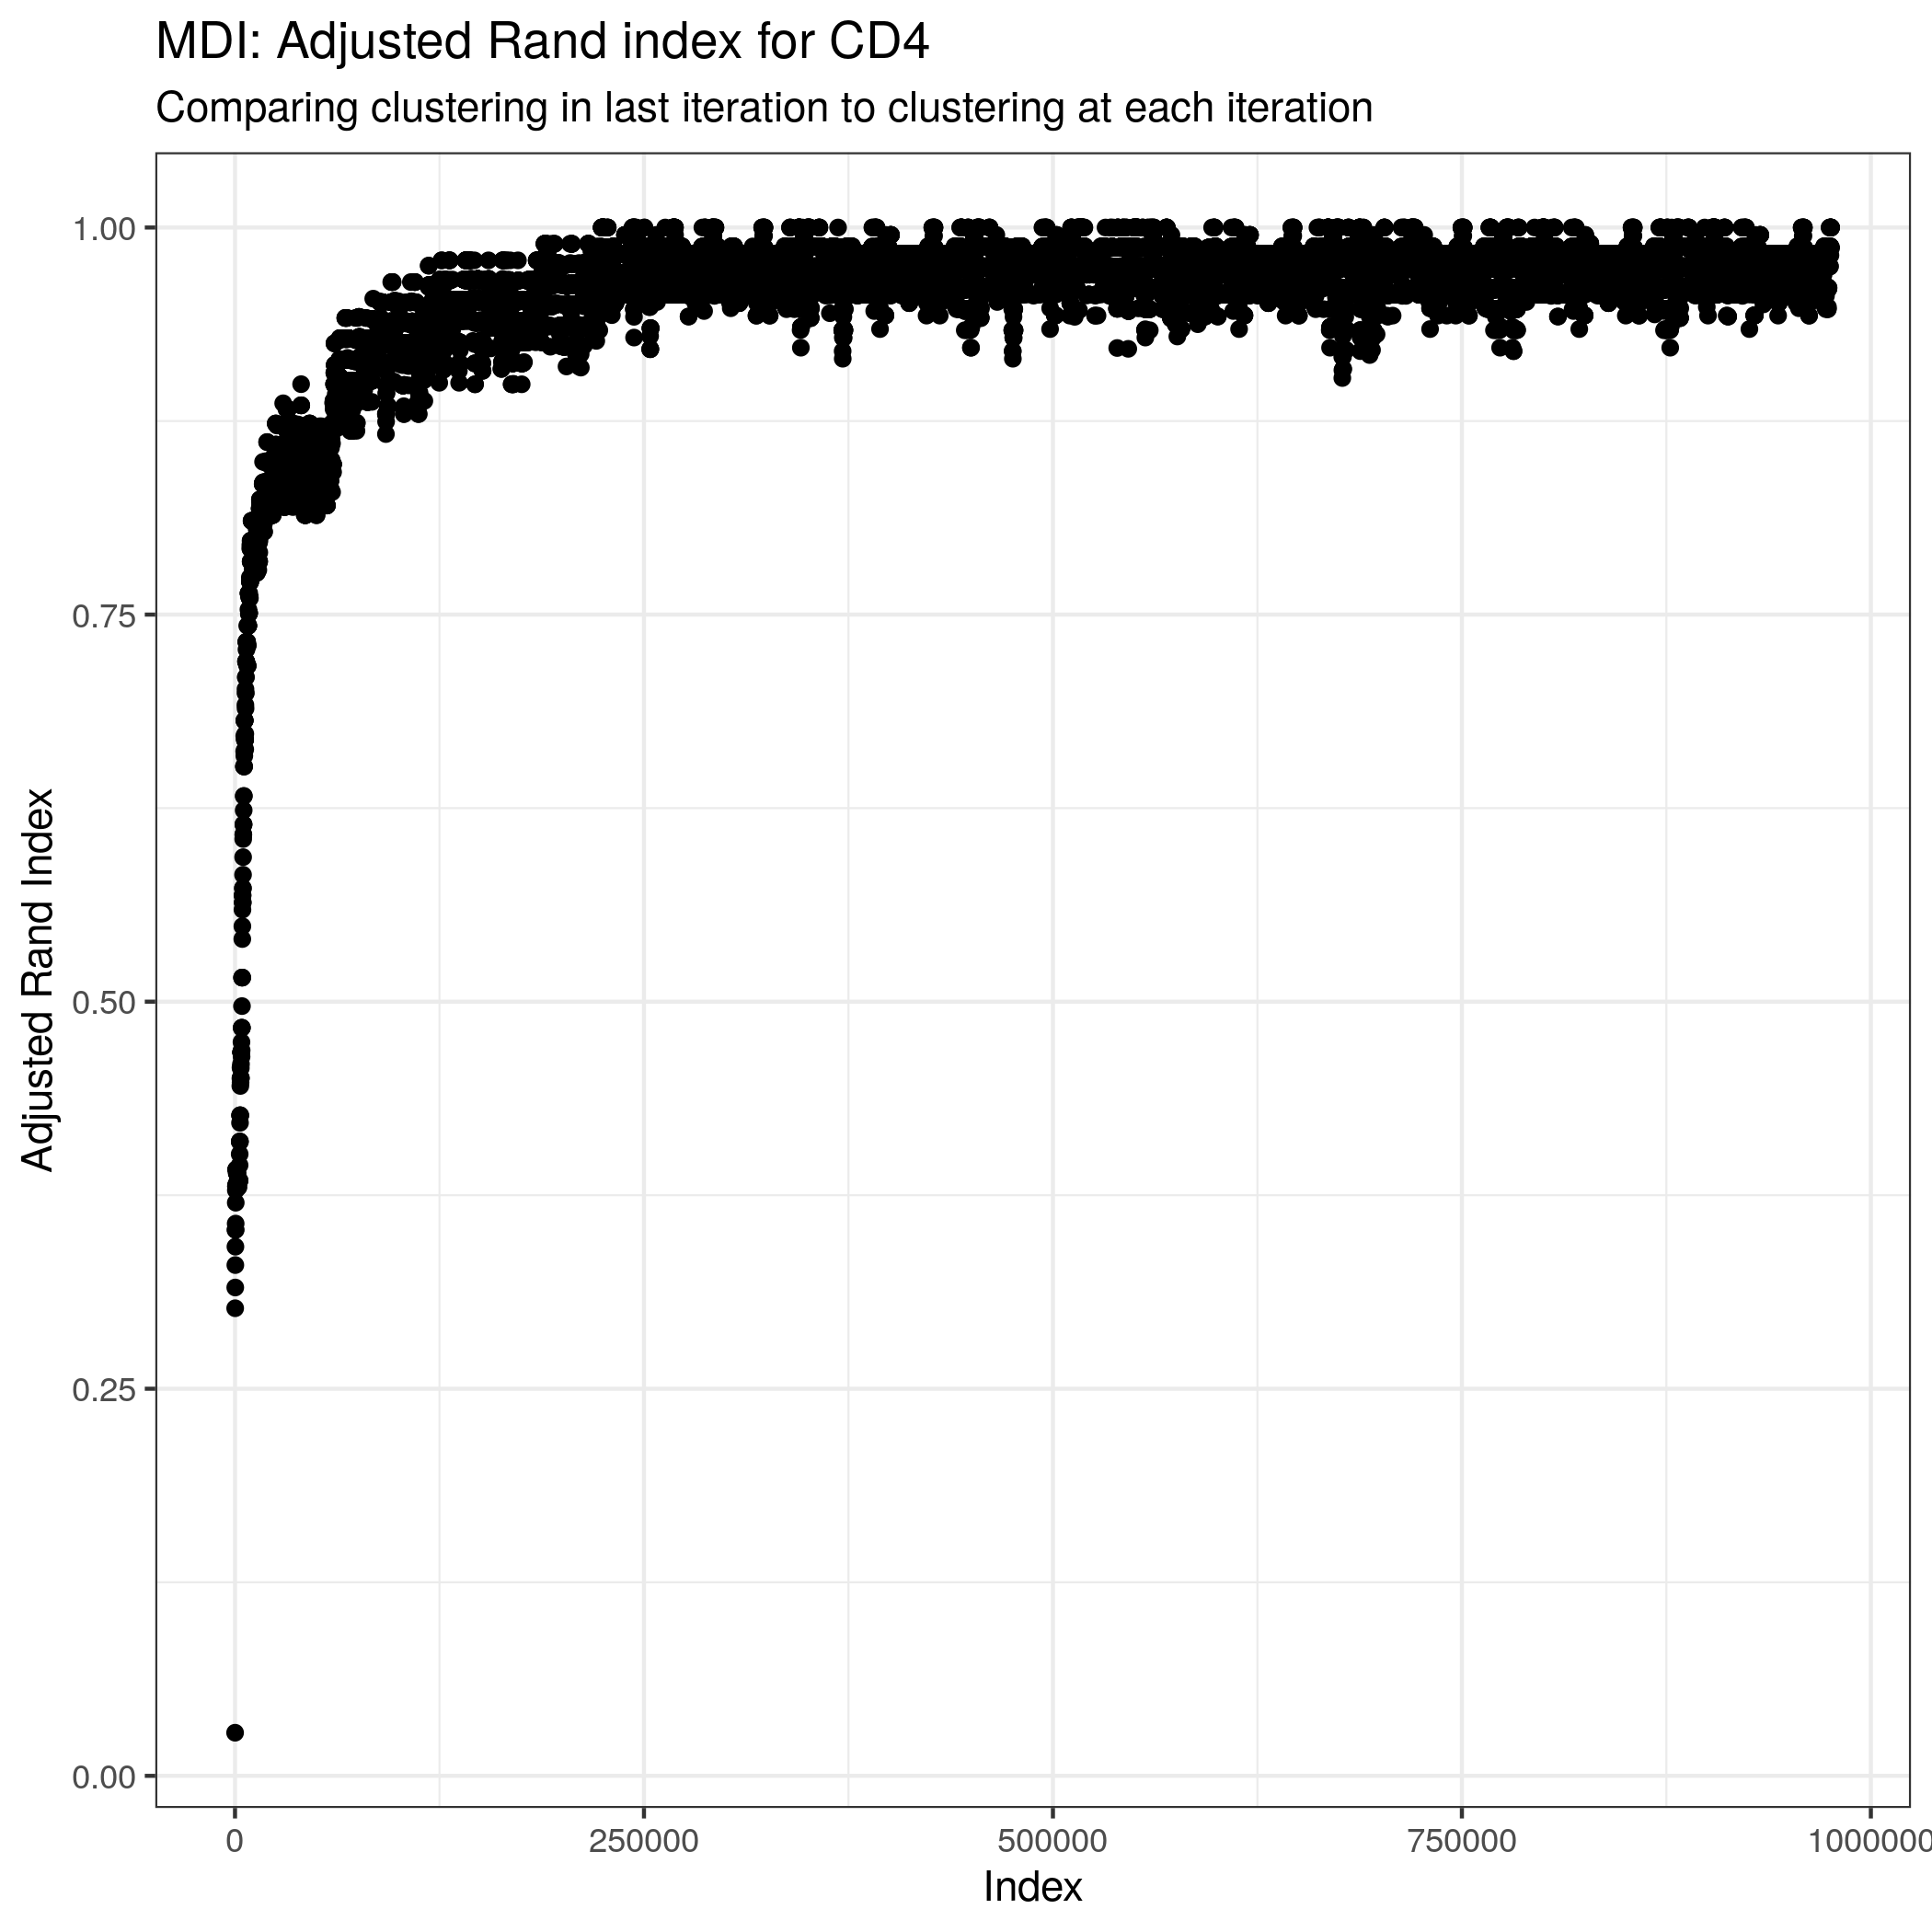 MDI: Adjusted Rand index for CD4
Comparing clustering in last iteration to clustering at each iteration
Adjusted Rand Index
1.00
0.75
0.50
0.25
0.00
0
250000
500000
750000
1000000
Index